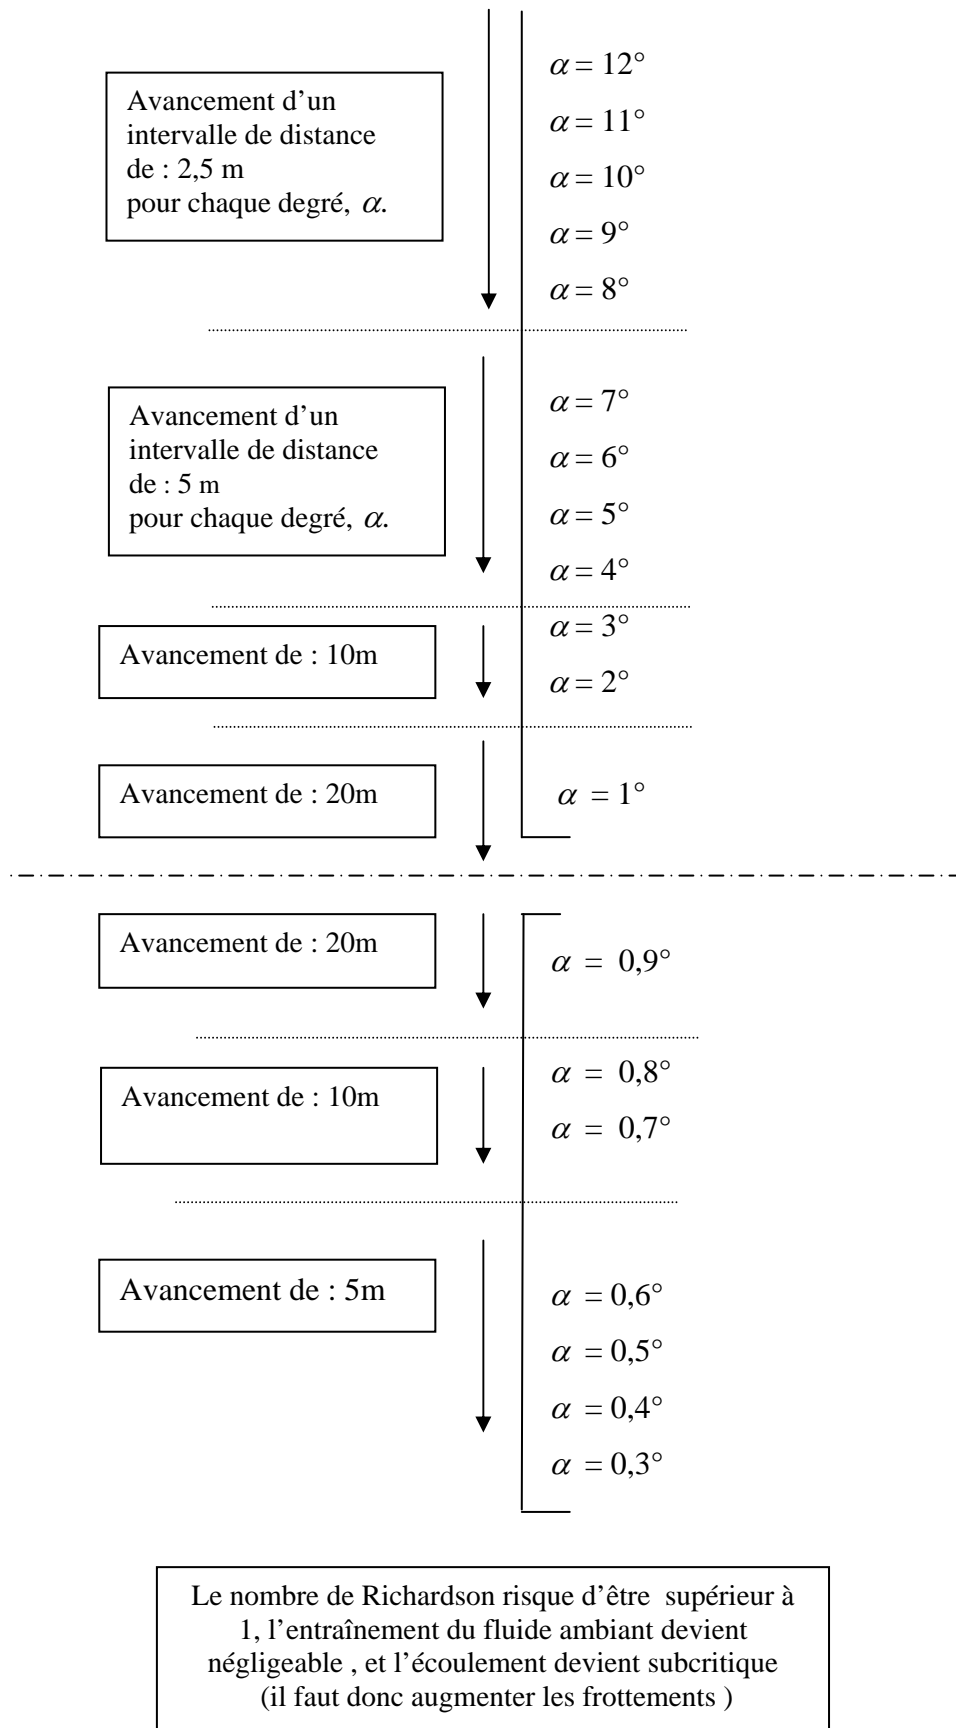 α = 12°
Avancement d’un
intervalle de distance
de : 2,5 m
pour chaque degré, α.
α = 11°
α = 10°
α = 9°
α = 8°
Avancement d’un
intervalle de distance
de : 5 m
pour chaque degré, α.
α = 7°
α = 6°
α = 5°
α = 4°
Avancement de : 10m
α = 3°
α = 2°
Avancement de : 20m
α = 1°
Avancement de : 20m
α = 0,9°
Avancement de : 10m
α = 0,8°
α = 0,7°
Avancement de : 5m
α = 0,6°
α = 0,5°
α = 0,4°
α = 0,3°
Le nombre de Richardson risque d’être supérieur à
1, l’entraînement du fluide ambiant devient
négligeable , et l’écoulement devient subcritique
(il faut donc augmenter les frottements )